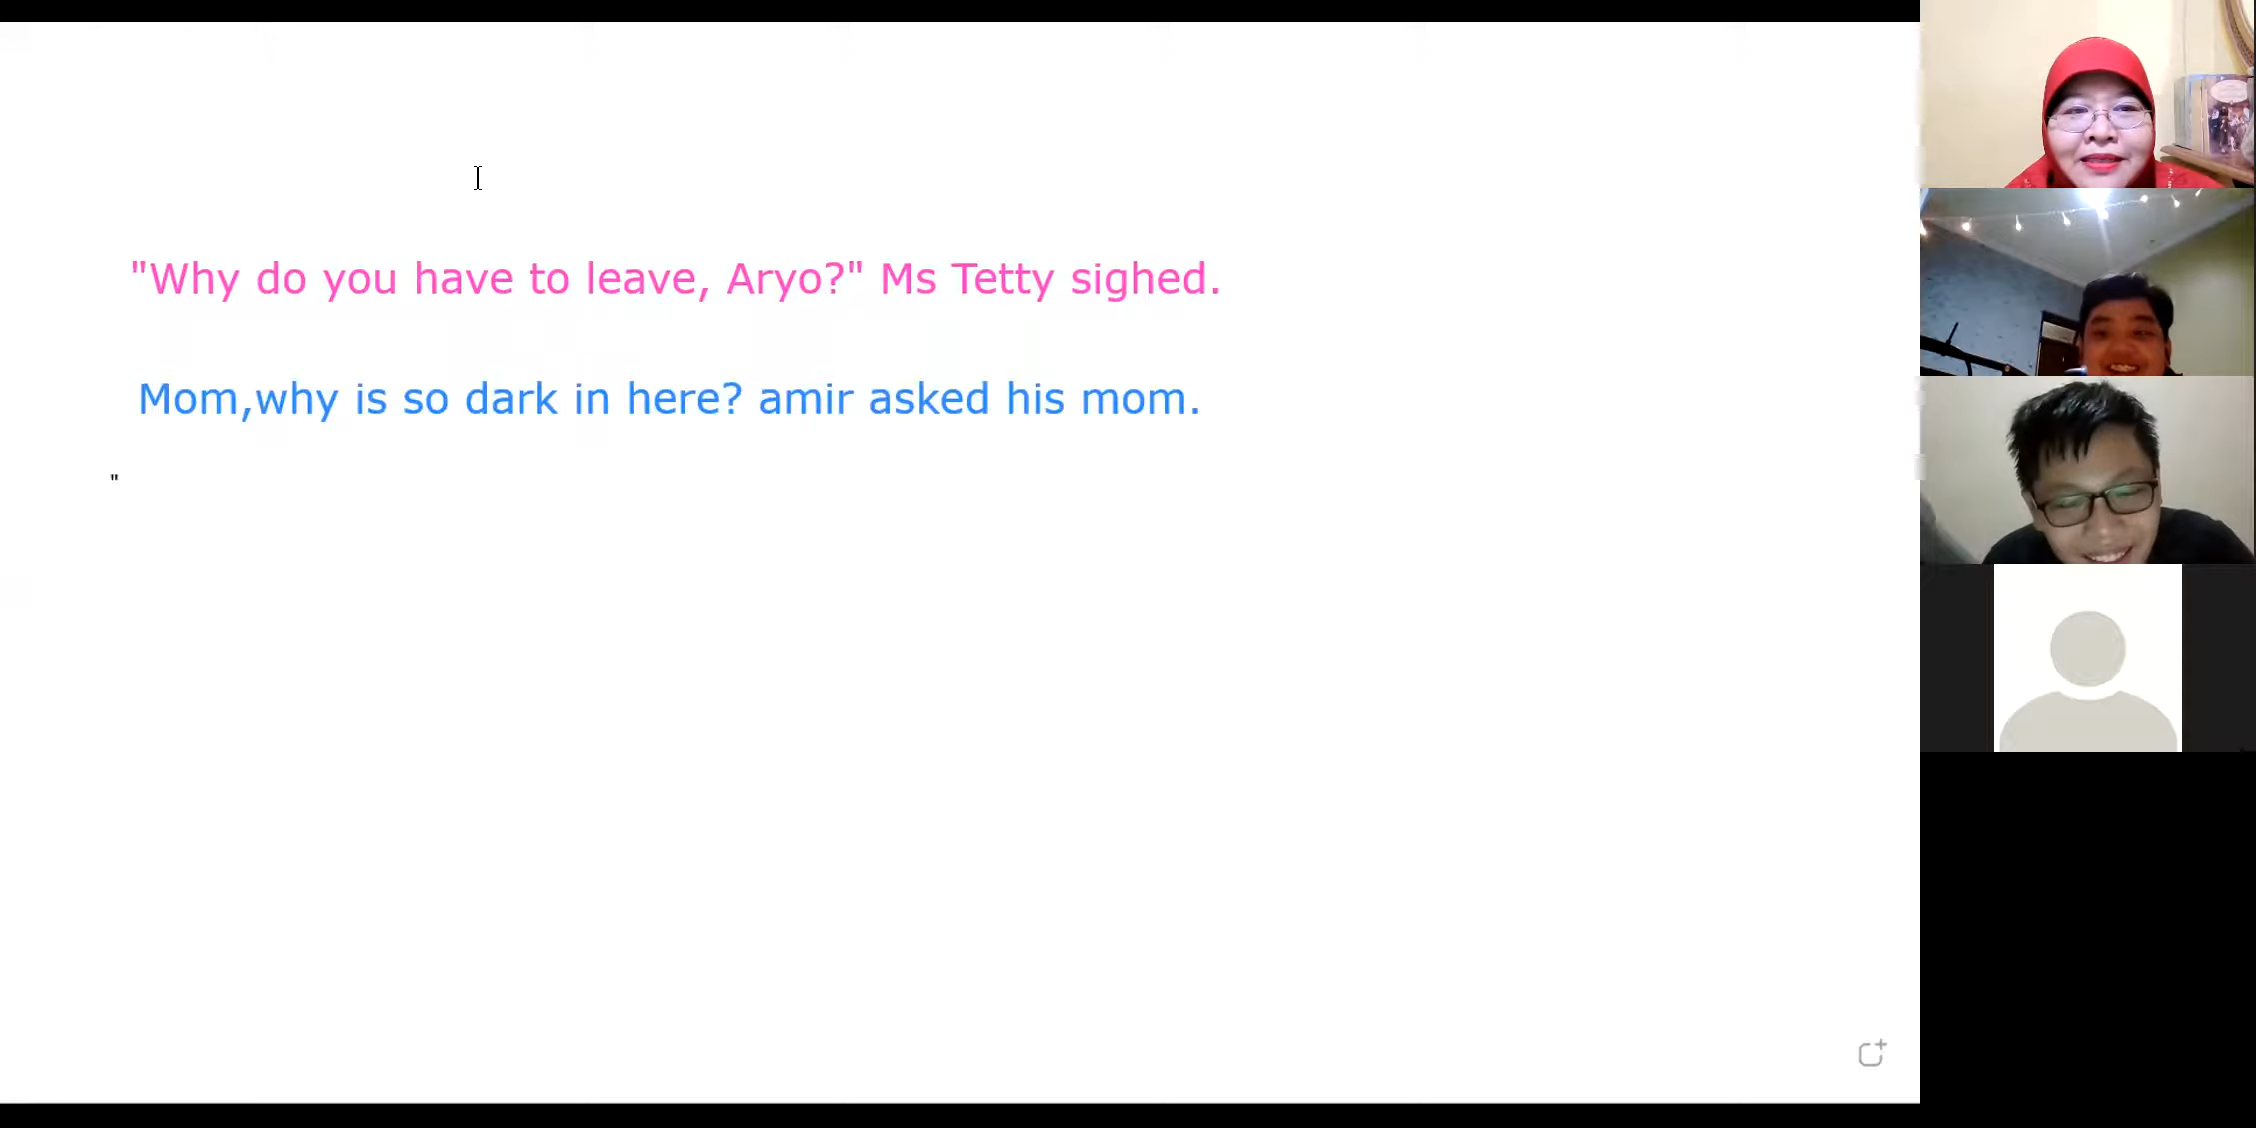 "Why do you have to leave, Aryo?" Ms Tetty sighed.
Mom,why is so dark in here? amir asked his mom.
"